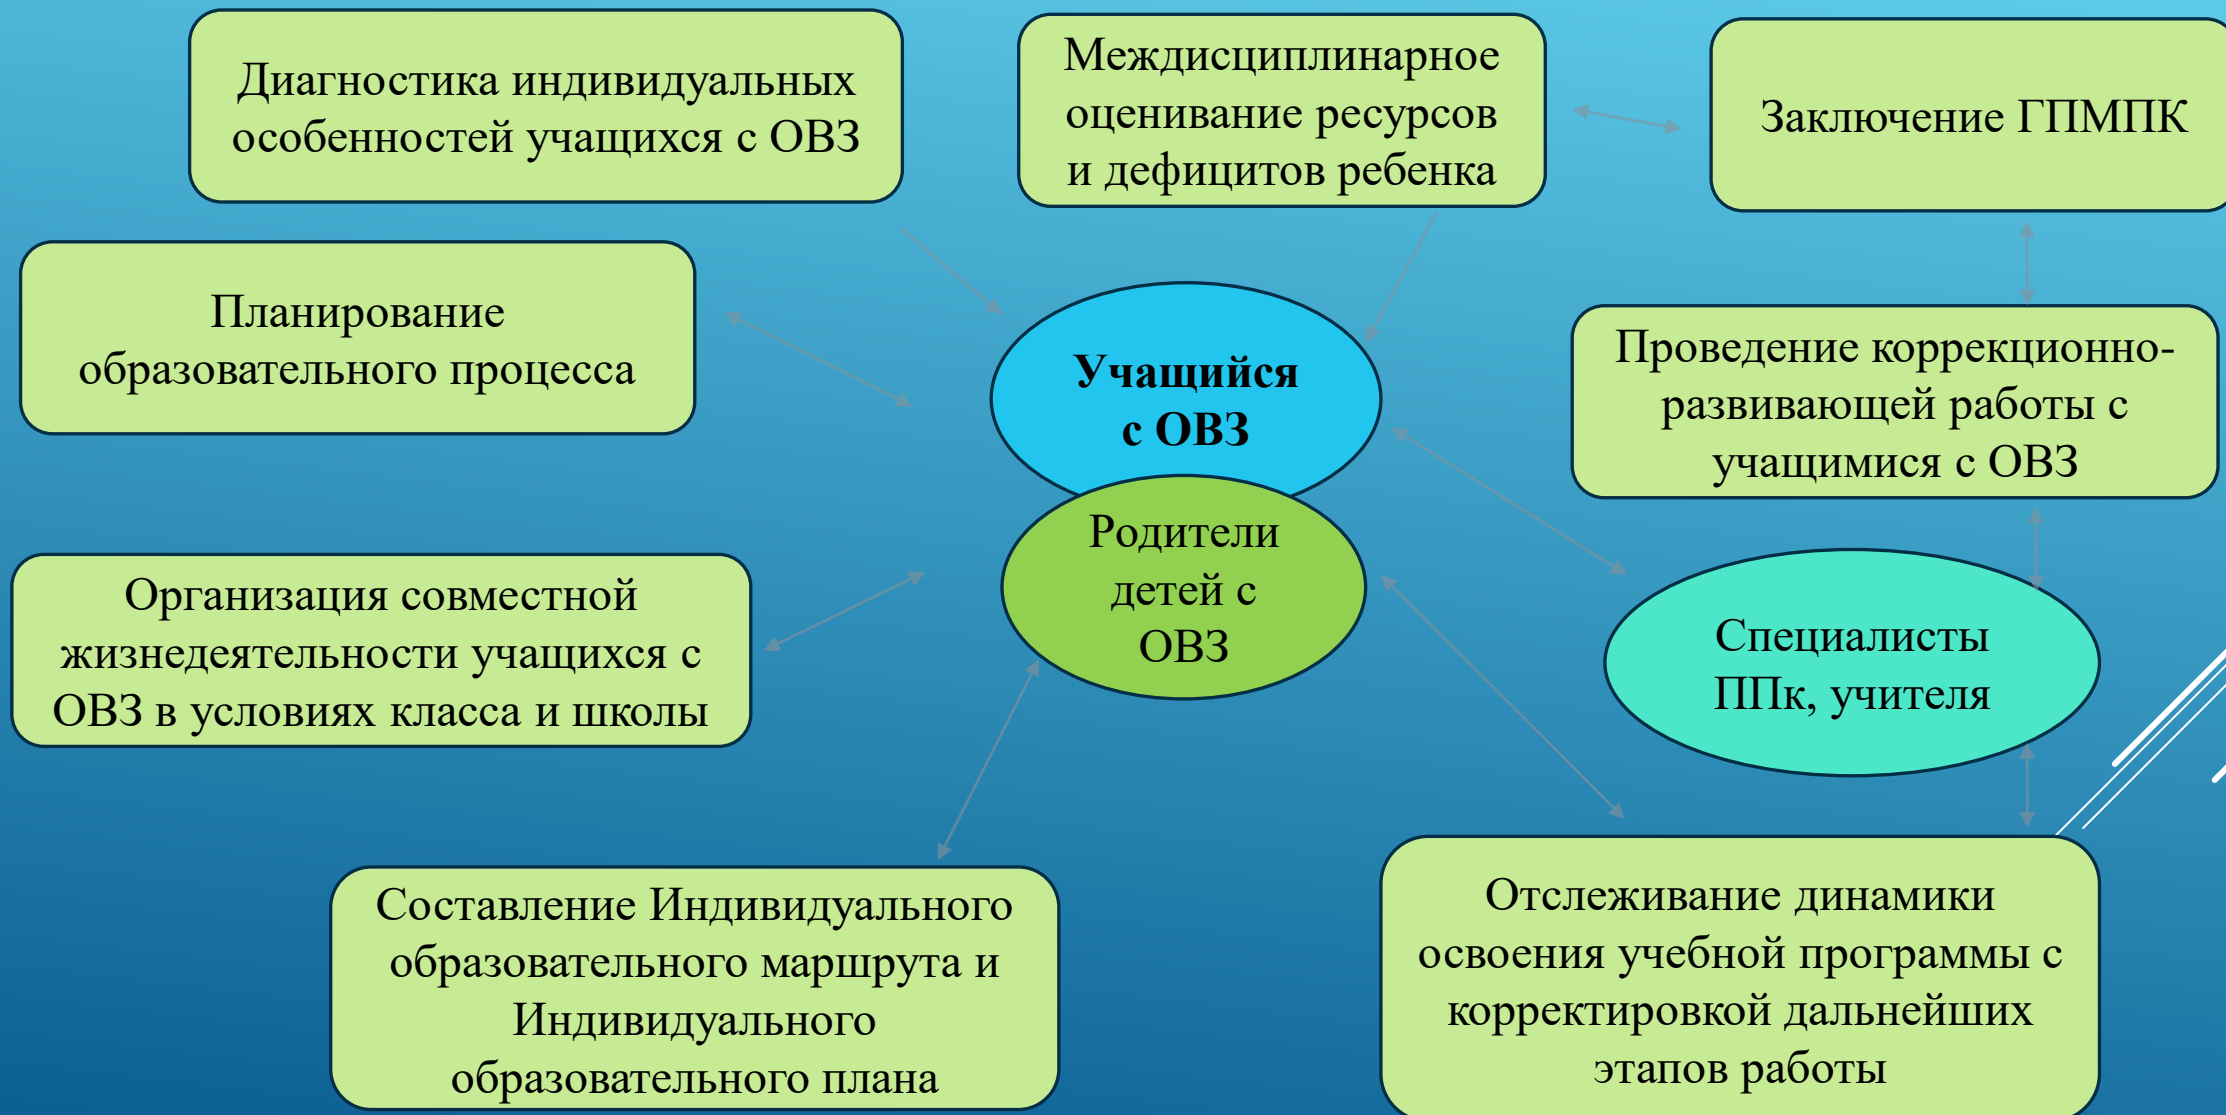 Диагностика индивидуальных
особенностей учащихся с ОВЗ
Междисциплинарное
оценивание ресурсов
и дефицитов ребенка
Заключение ГПМПК
Планирование
образовательного процесса
Учащийся
с ОВЗ
Проведение коррекционно-
развивающей работы с
учащимися с ОВЗ
Родители
детей с
ОВЗ
Организация совместной
жизнедеятельности учащихся с
ОВЗ в условиях класса и школы
Специалисты
ППк, учителя
Составление Индивидуального
образовательного маршрута и
Индивидуального
образовательного плана
Отслеживание динамики
освоения учебной программы с
корректировкой дальнейших
этапов работы